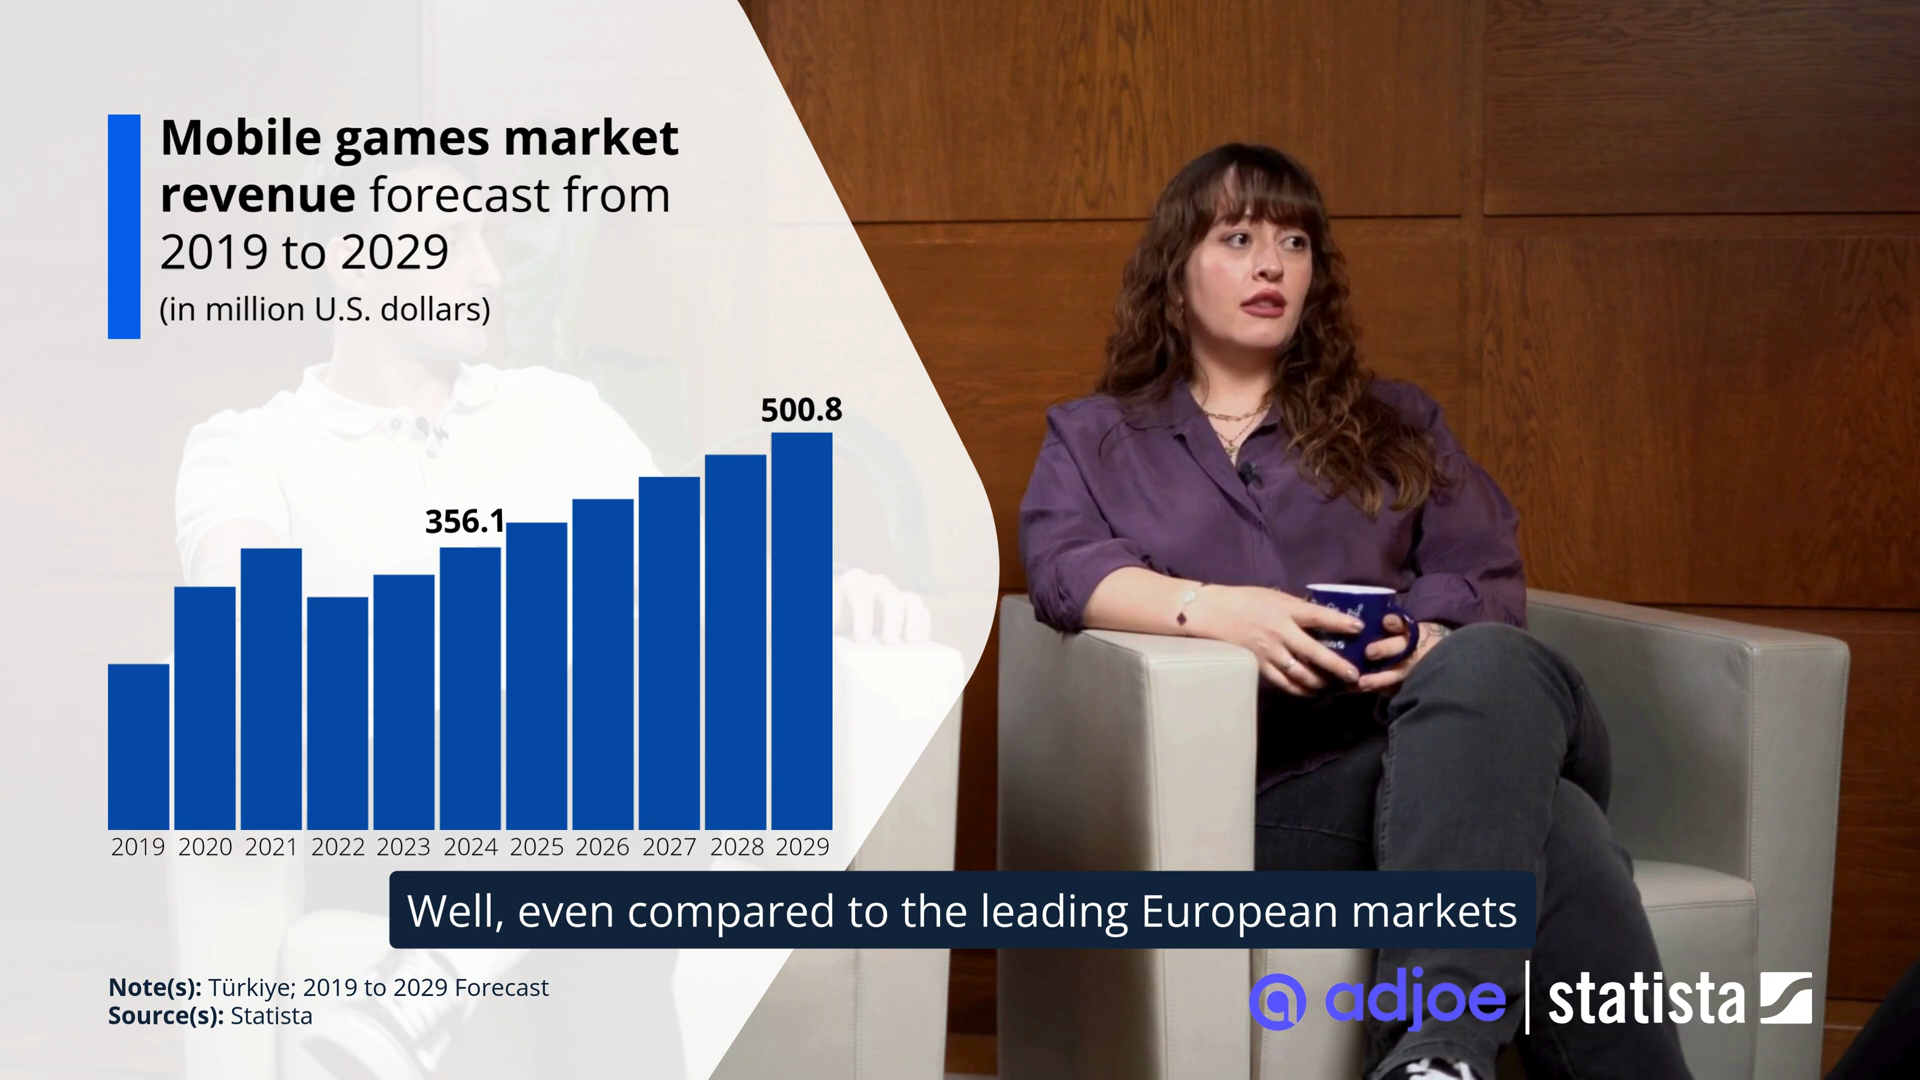 Mobile games market
revenue forecast from
2019 to 2029
(in million U.S. dollars)
500.8
356.1
2019 2020 2021 2022 2023 2024 2025 2026 2027 2028 2029
Well, even compared to the leading European markets
Note(s): Türkiye; 2019 to 2029 Forecast
Source(s): Statista
adjoe | statista